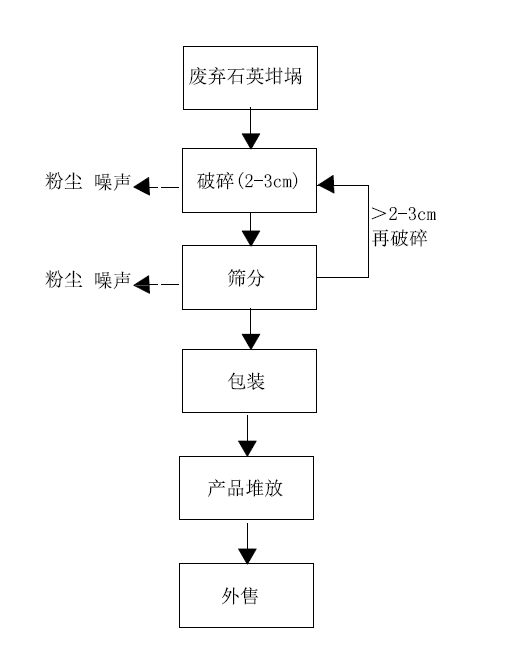 废弃石英坩埚
粉尘 噪声
破碎(2-3cm)
>2-3cm
再破碎
粉尘 噪声
筛分
包装
产品堆放
外售